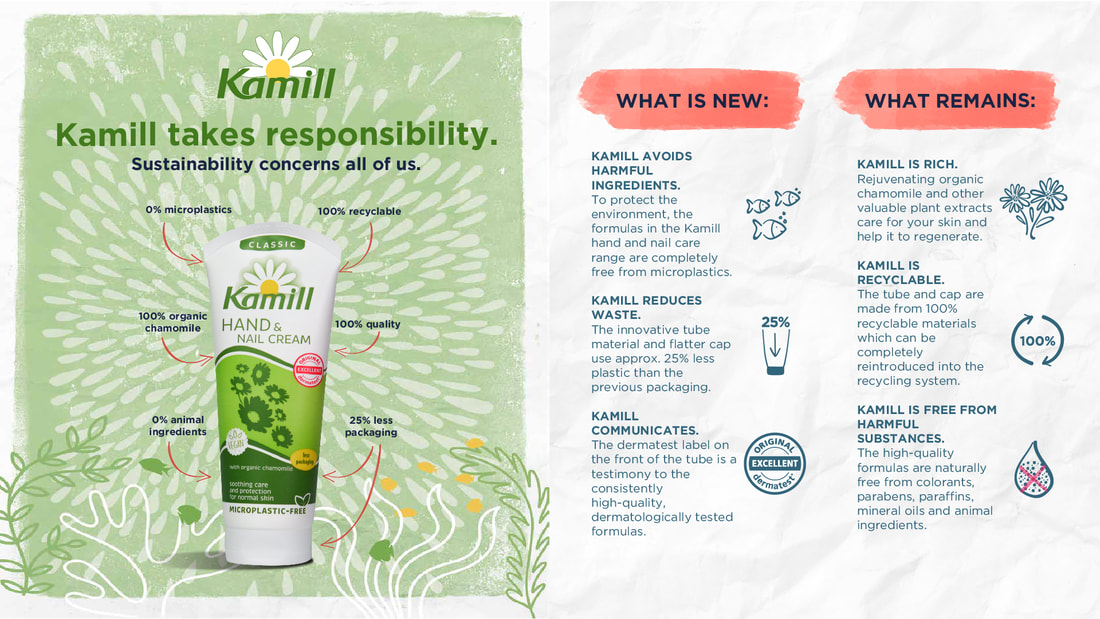 Kamill
Kamill takes responsibility.
Sustainability concerns all of us.
0% microplastics
100% recyclable
100% organic
chamomile
100% quality
0% animal
ingredients
25% less
packaging
CLASSIC
Kamill
HAND &
NAIL CREAM
ORIGINAL
EXCELLENT
dermatest
VEGAN
less
packaging
with organic chamomile
soothing care
and protection
for normal skin
MICROPLASTIC-FREE
WHAT IS NEW:
KAMILL AVOIDS
HARMFUL
INGREDIENTS.
To protect the
environment, the
formulas in the Kamill
hand and nail care
range are completely
free from microplastics.
KAMILL REDUCES
WASTE.
The innovative tube
material and flatter cap
use approx. 25% less
plastic than the
previous packaging.
25%
KAMILL
COMMUNICATES.
The dermatest label on
the front of the tube is a
testimony to the
consistently
high-quality,
dermatologically tested
formulas.
ORIGINAL
EXCELLENT
dermatest
WHAT REMAINS:
KAMILL IS RICH.
Rejuvenating organic
chamomile and other
valuable plant extracts
care for your skin and
help it to regenerate.
KAMILL IS
RECYCLABLE.
The tube and cap are
made from 100%
recyclable materials
which can be
completely
reintroduced into the
recycling system.
100%
KAMILL IS FREE FROM
HARMFUL
SUBSTANCES.
The high-quality
formulas are naturally
free from colorants,
parabens, paraffins,
mineral oils and animal
ingredients.